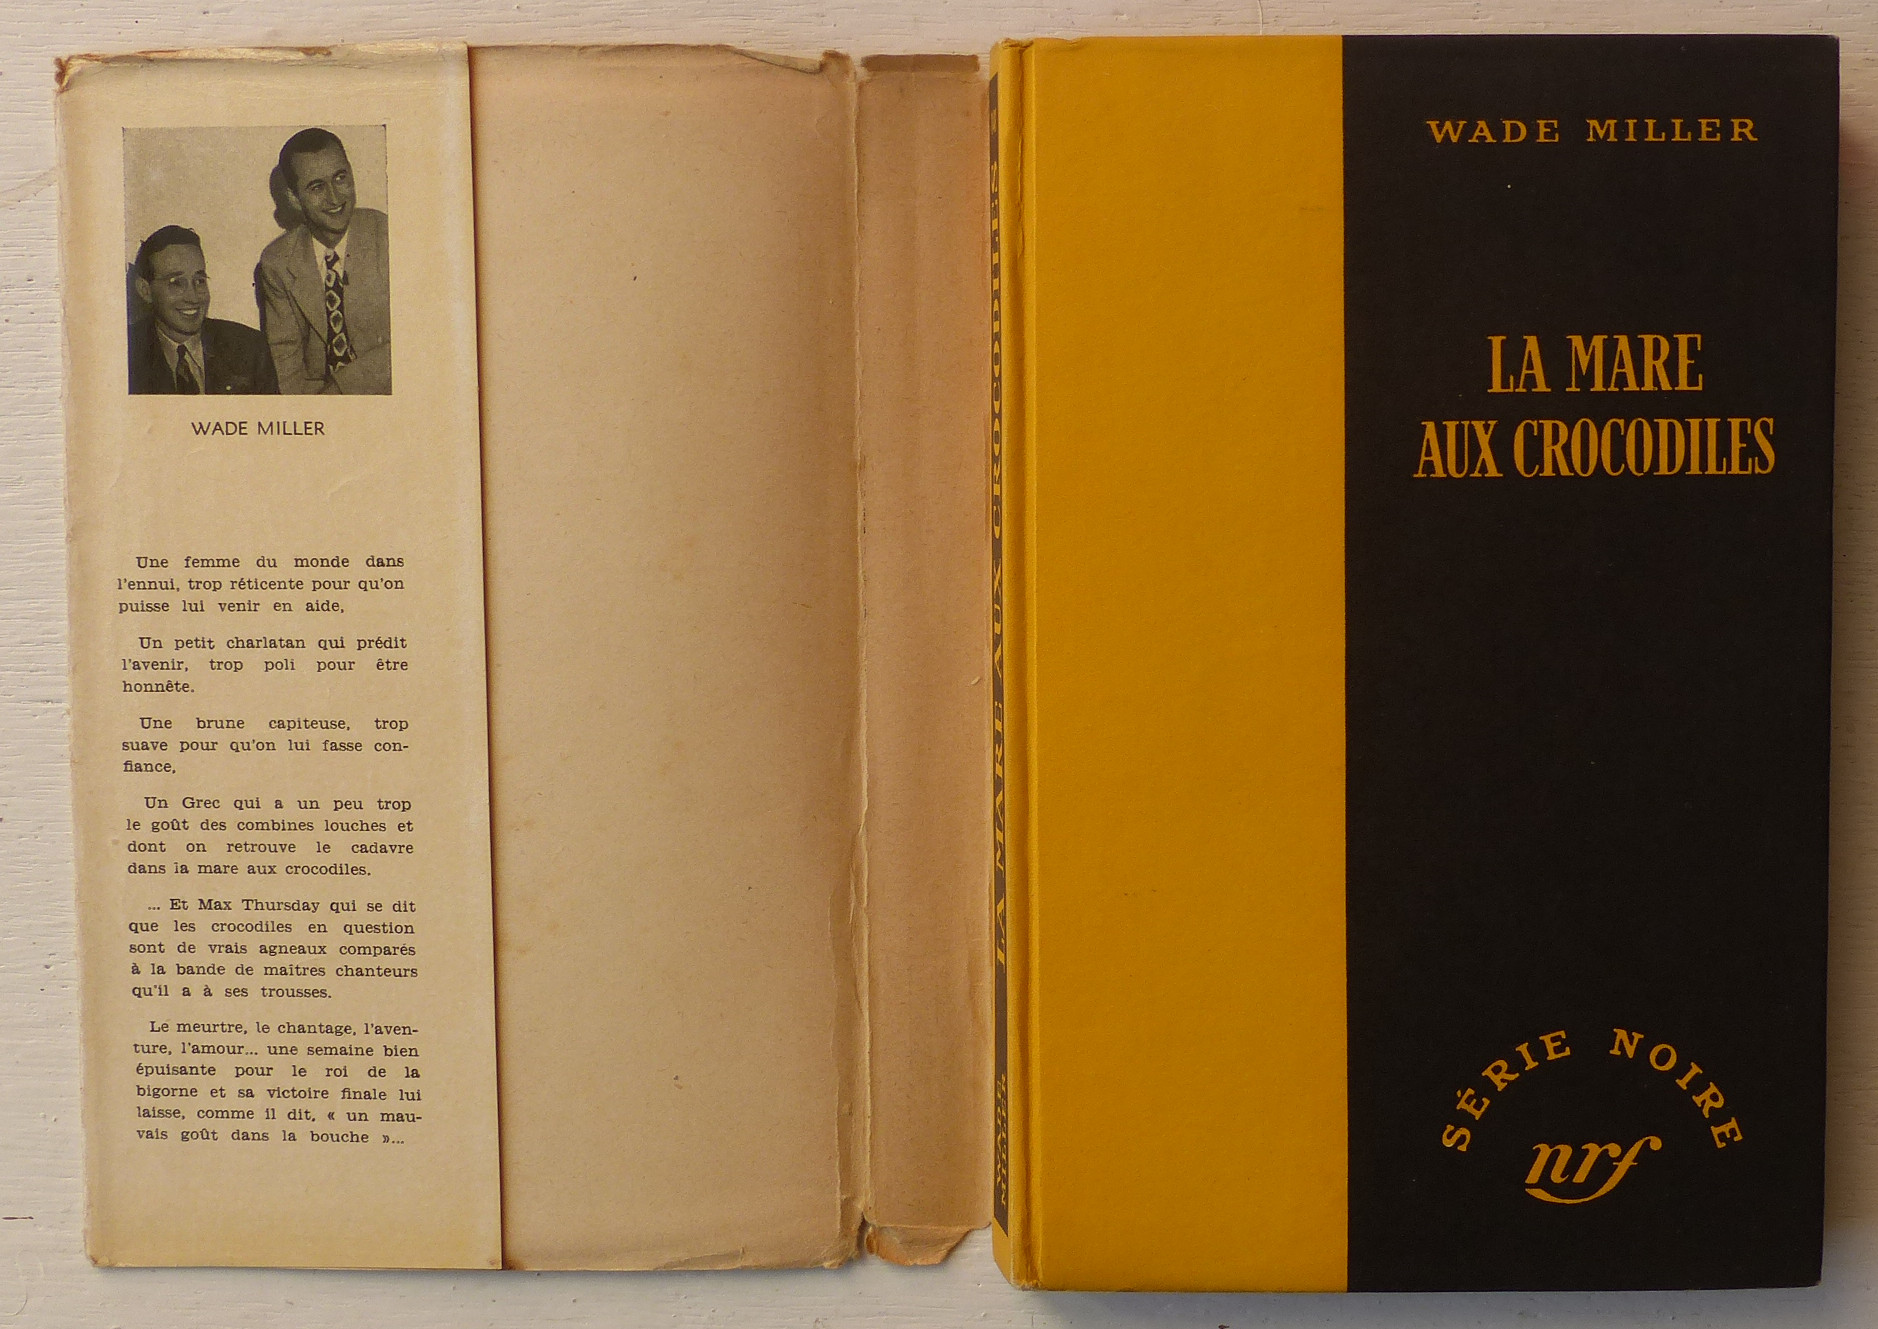 WADE MILLER
Une femme du monde dans
l'ennui, trop réticente pour qu'on
puisse lui venir en aide,
Un petit charlatan qui prédit
l'avenir, trop poli pour être
honnête.
Une brune capiteuse, trop
suave pour qu'on lui fasse con-
fiance,
Un Grec qui a un peu trop
le goût des combines louches et
dont on retrouve le cadavre
dans la mare aux crocodiles.
... Et Max Thursday qui se dit
que les crocodiles en question
sont de vrais agneaux comparés
à la bande de maîtres chanteurs
qu'il a à ses trousses.
Le meurtre, le chantage, l'aven-
ture, l'amour... une semaine bien
épuisante pour le roi de la
bigorne et sa victoire finale lui
laisse, comme il dit, « un mau-
vais goût dans la bouche »...
LA MARE AUX CROCODILES
WADE
MILLER
WADE MILLER
LA MARE
AUX CROCODILES
SÉRIE NOIRE
nrf